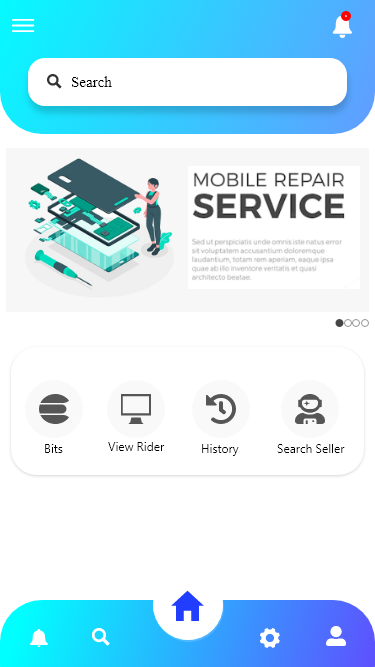 Search
MOBILE REPAIR
SERVICE
Sed ut perspiciatis unde omnis iste natus error
sit voluptatem accusantium doloremque
laudantium, totam rem aperiam, eaque ipsa
quae ab illo inventore veritatis et quasi
architecto beatae.
Bits
View Rider
History
Search Seller